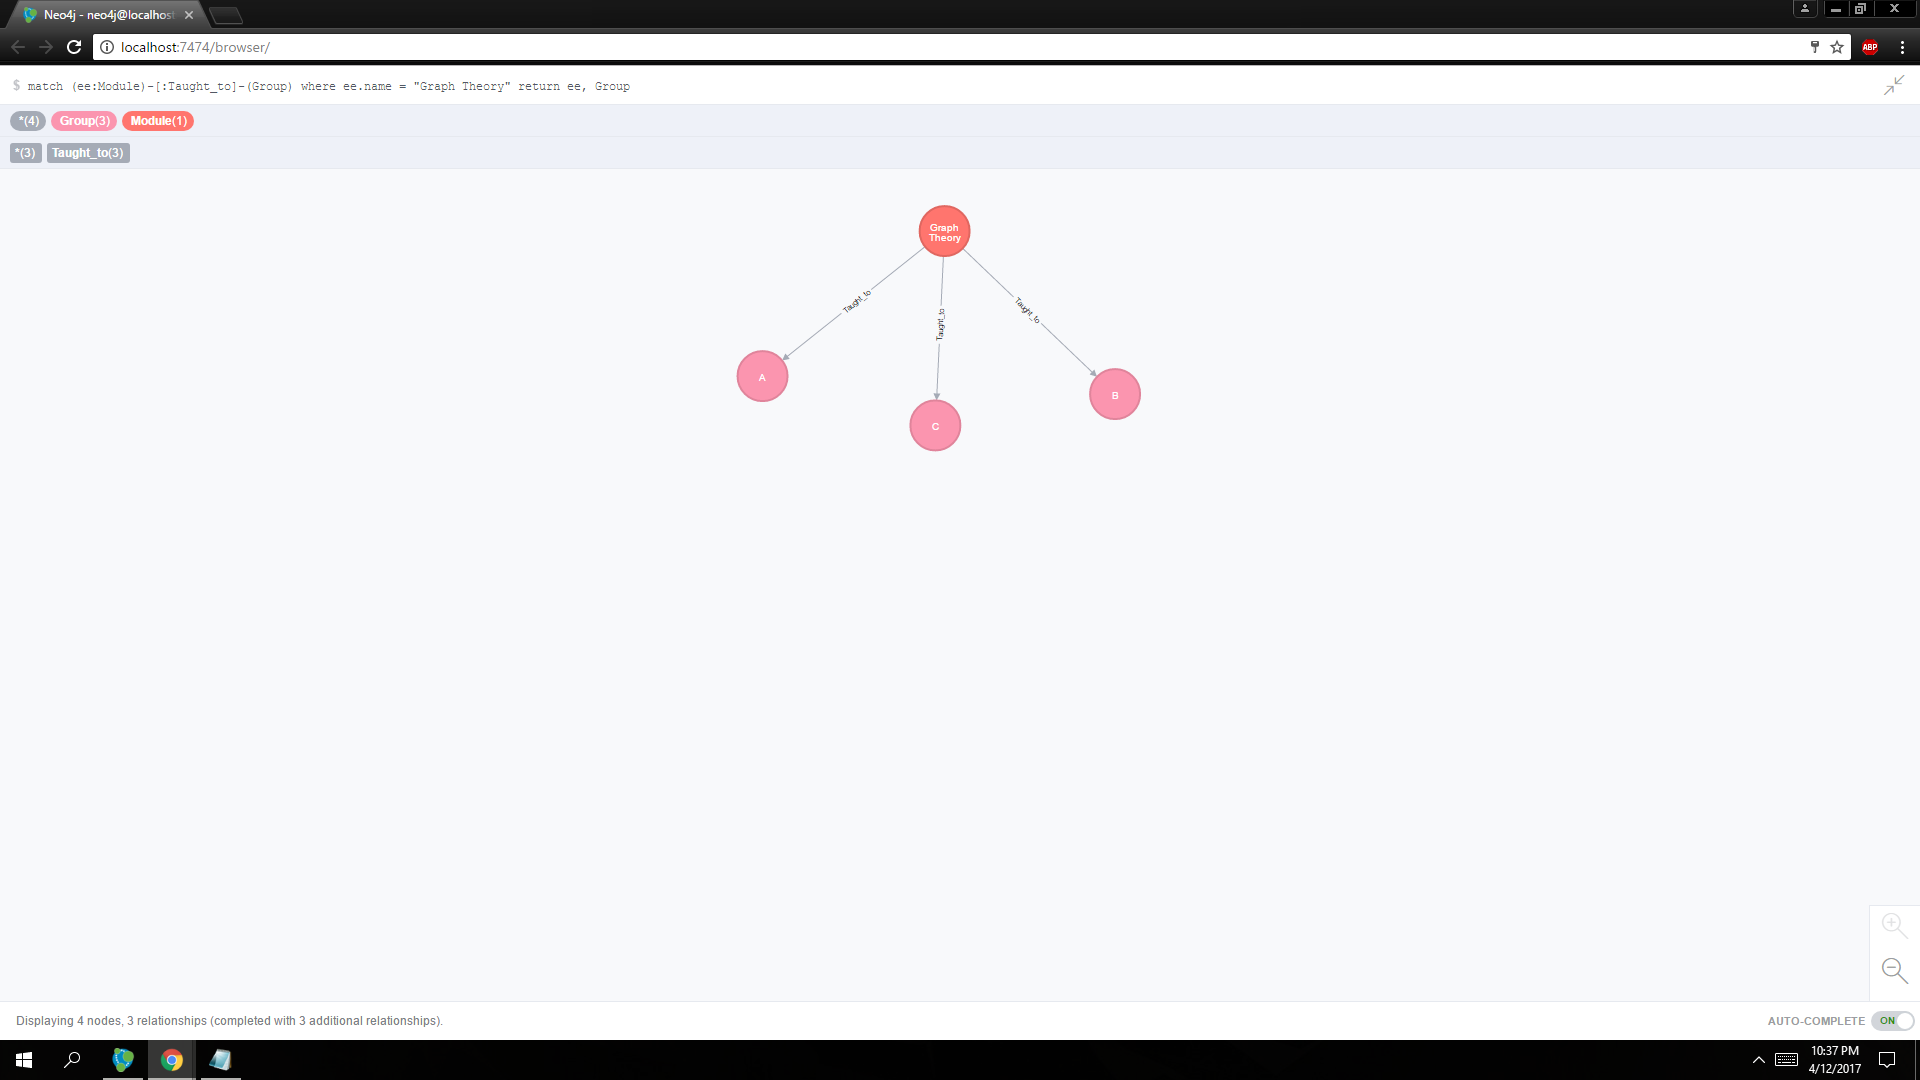 Neo4j - neo4j@localhost
localhost:7474/browser/
ABP
$ match (ee:Module)-[:Taught_to]-(Group) where ee.name = "Graph Theory" return ee, Group
*(4) Group(3) Module(1)
*(3) Taught_to(3)
Graph
Theory
Taught_to
Taught_to
Taught_to
A
B
C
Displaying 4 nodes, 3 relationships (completed with 3 additional relationships).
AUTO-COMPLETE ON
10:37 PM
4/12/2017